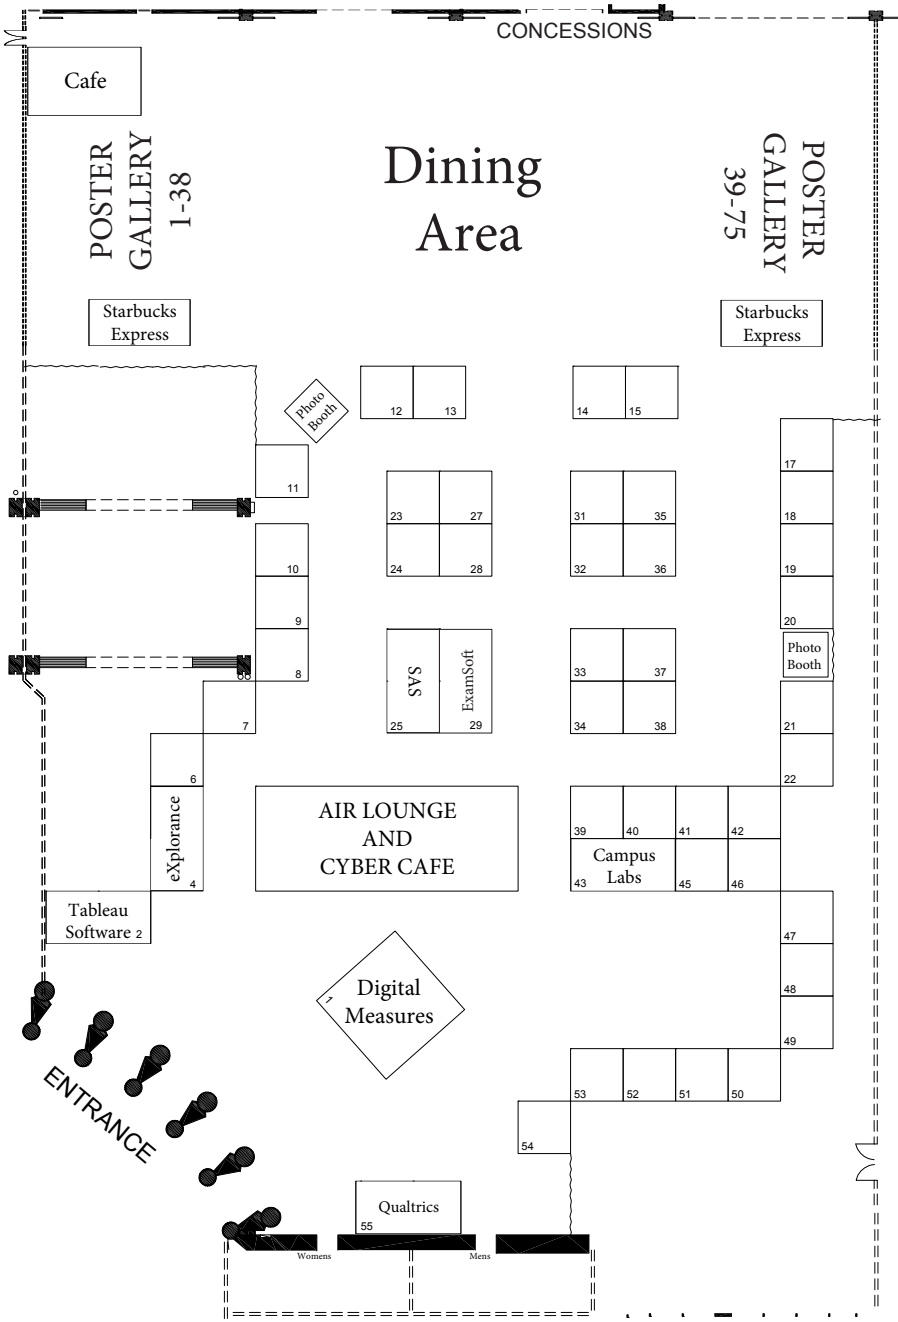 CONCESSIONS
Cafe
POSTER
GALLERY
1-38
Dining
Area
POSTER
GALLERY
39-75
Starbucks
Express
Starbucks
Express
Photo
Booth
12
13
14
15
11
17
23
27
31
35
18
24
28
32
36
10
19
9
20
8
SAS
25
ExamSoft
29
33
37
Photo
Booth
34
38
7
21
6
22
eXplorance
4
AIR LOUNGE
AND
CYBER CAFE
39
40
41
42
Campus
Labs
43
45
46
Tableau
Software 2
47
1
Digital
Measures
48
49
ENTRANCE
53
52
51
50
54
Qualtrics
55
Womens
Mens